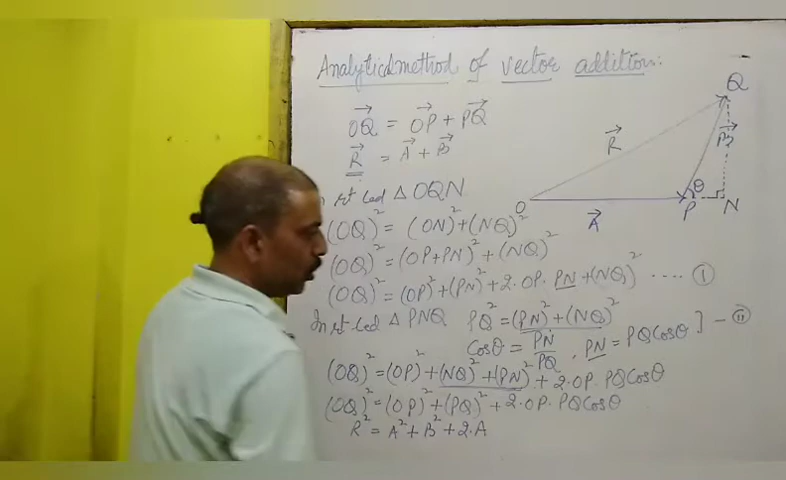 Analytical method of vector addition:
→OQ = →OP + →PQ
→R = →A + →B
In rt led △ OQN
(OQ)² = (ON)² + (NQ)²
(OQ)² = (OP+PN)² + (NQ)²
(OQ)² = (OP)² + (PN)² + 2·OP·PN + (NQ)² .... ①
In rt led △ PNQ PQ² = (PN)² + (NQ)²
cosθ = PN/PQ , PN = PQ cosθ ] – ②
(OQ)² = (OP)² + (NQ)² + (PN)² + 2·OP·PQ cosθ
(OQ)² = (OP)² + (PQ)² + 2·OP·PQ cosθ
R² = A² + B² + 2·A
Q
→R
→B
θ
O
→A
P
N